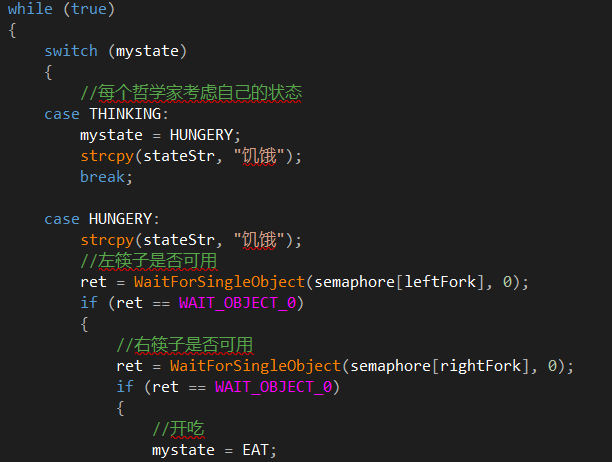 while (true)
{
switch (mystate)
{
//每个哲学家考虑自己的状态
case THINKING:
mystate = HUNGERY;
strcpy(stateStr, "饥饿");
break;
case HUNGERY:
strcpy(stateStr, "饥饿");
//左筷子是否可用
ret = WaitForSingleObject(semaphore[leftFork], 0);
if (ret == WAIT_OBJECT_0)
{
//右筷子是否可用
ret = WaitForSingleObject(semaphore[rightFork], 0);
if (ret == WAIT_OBJECT_0)
{
//开吃
mystate = EAT;